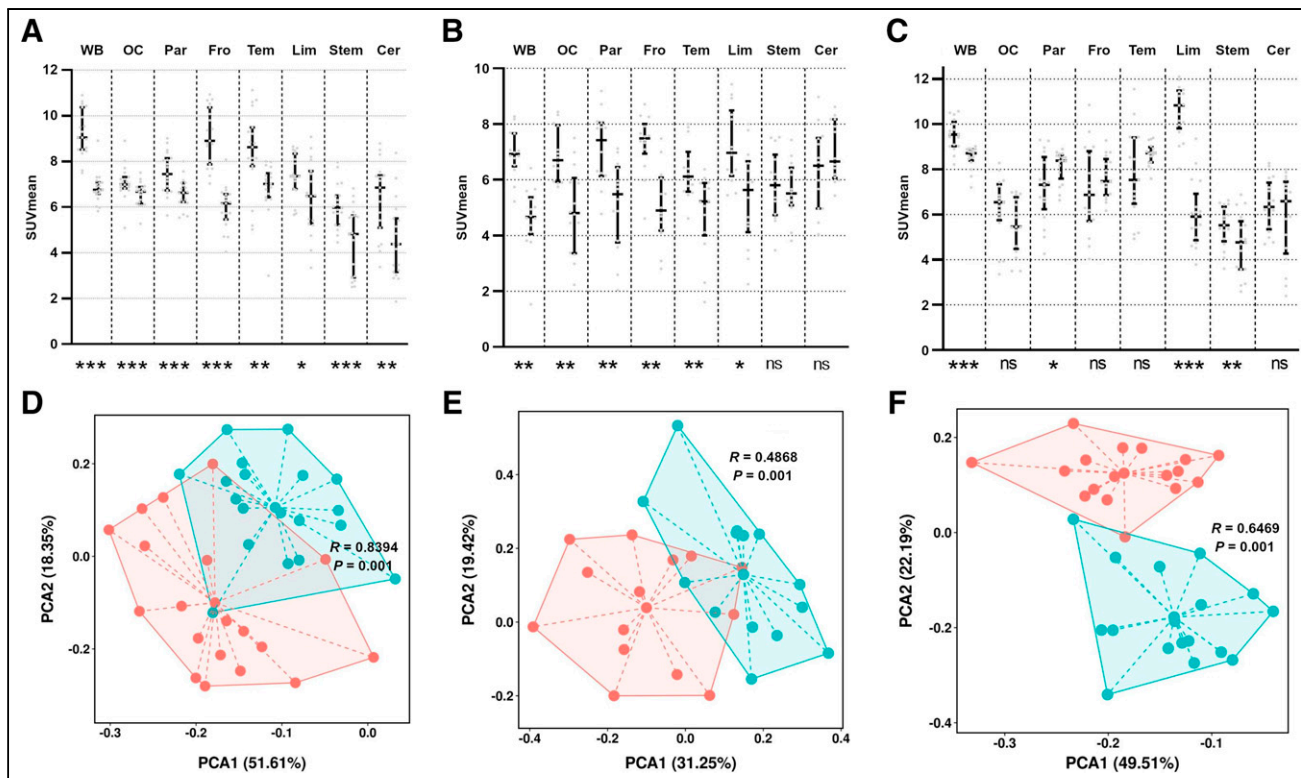 A
WB OC Par Fro Tem Lim Stem Cer
12
10
8
6
4
2
0
SUVmean
*** *** *** *** ** * *** **
B
WB OC Par Fro Tem Lim Stem Cer
10
8
6
4
2
0
SUVmean
** ** ** ** ** * ns ns
C
WB OC Par Fro Tem Lim Stem Cer
12
10
8
6
4
2
0
SUVmean
*** ns * ns ns *** ** ns
D
0.2
0.0
-0.2
PCA2 (18.35%)
R = 0.8394
P = 0.001
-0.3 -0.2 -0.1 0.0
PCA1 (51.61%)
E
0.4
0.2
0.0
-0.2
PCA2 (19.42%)
R = 0.4868
P = 0.001
-0.4 -0.2 0.0 0.2 0.4
PCA1 (31.25%)
F
0.2
0.0
-0.2
-0.4
PCA2 (22.19%)
R = 0.6469
P = 0.001
-0.3 -0.2 -0.1
PCA1 (49.51%)